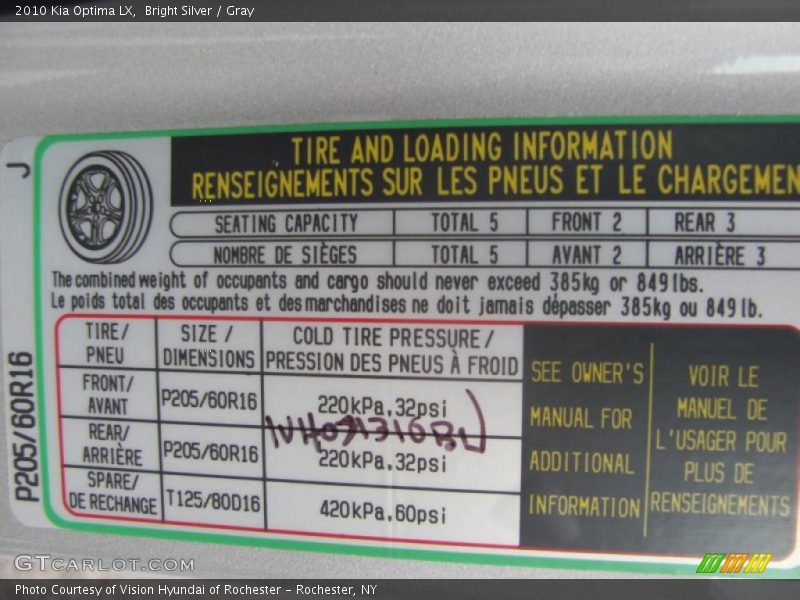 2010 Kia Optima LX, Bright Silver / Gray
J
TIRE AND LOADING INFORMATION
RENSEIGNEMENTS SUR LES PNEUS ET LE CHARGEMEN
SEATING CAPACITY TOTAL 5 FRONT 2 REAR 3
NOMBRE DE SIÈGES TOTAL 5 AVANT 2 ARRIÈRE 3
The combined weight of occupants and cargo should never exceed 385kg or 849lbs.
Le poids total des occupants et des marchandises ne doit jamais dépasser 385kg ou 849lb.
TIRE/
PNEU
SIZE /
DIMENSIONS
COLD TIRE PRESSURE/
PRESSION DES PNEUS À FROID
FRONT/
AVANT
P205/60R16
220kPa,32psi
REAR/
ARRIÈRE
P205/60R16
220kPa,32psi
SPARE/
DE RECHANGE
T125/80D16
420kPa,60psi
SEE OWNER'S
MANUAL FOR
ADDITIONAL
INFORMATION
VOIR LE
MANUEL DE
L'USAGER POUR
PLUS DE
RENSEIGNEMENTS
P205/60R16
GTCarlot.com
Photo Courtesy of Vision Hyundai of Rochester - Rochester, NY